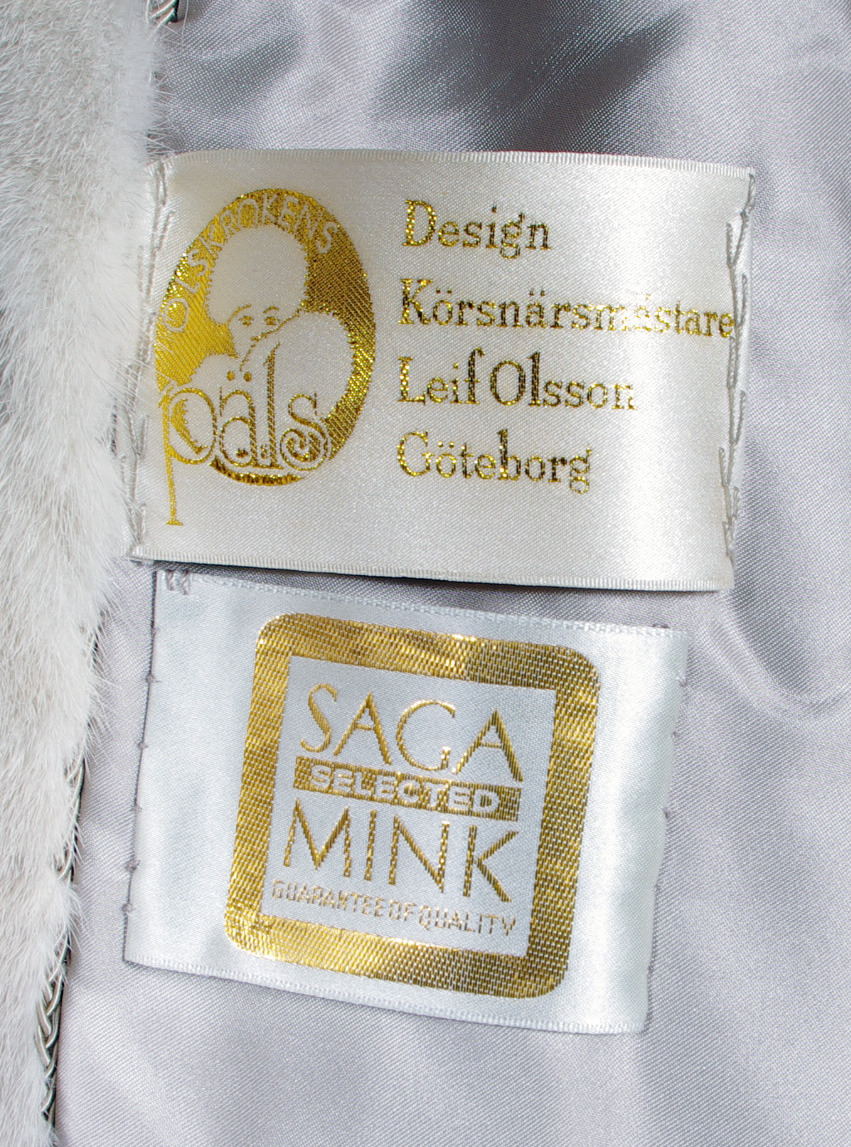 OLSKROKENS
päls
Design
Körsnärsmästare
Leif Olsson
Göteborg
SAGA
SELECTED
MINK
GUARANTEE OF QUALITY